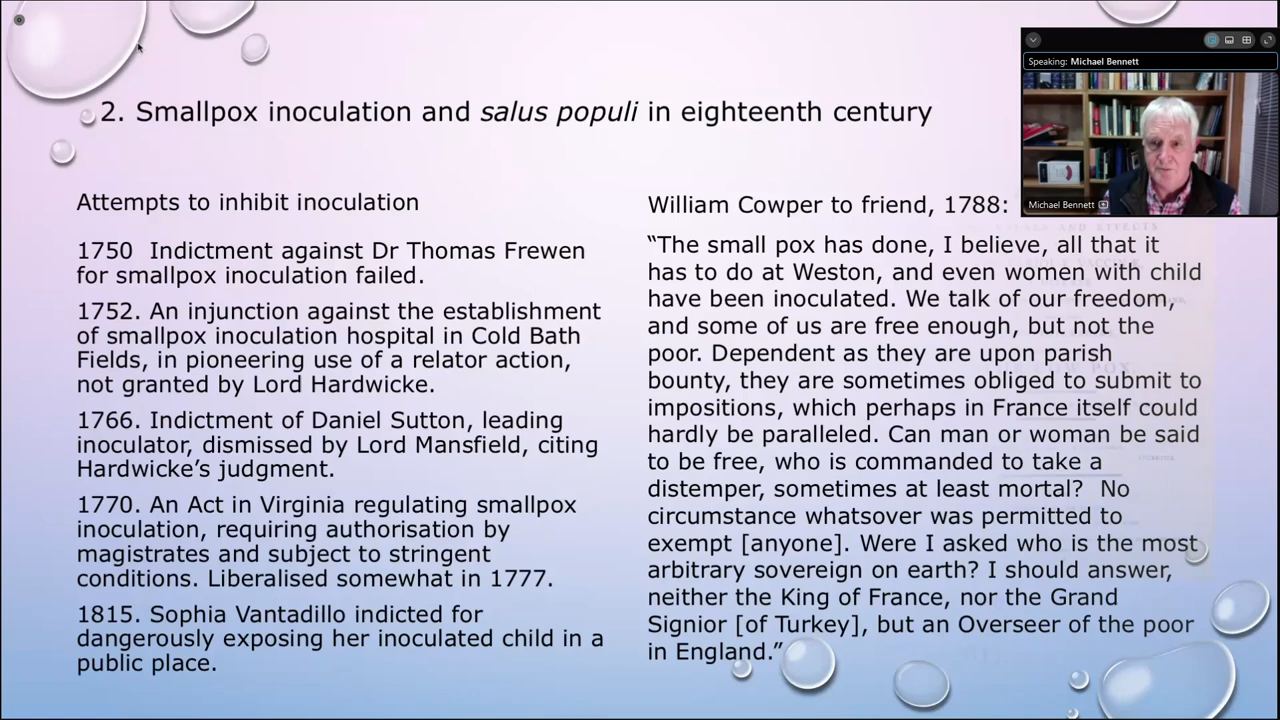 2. Smallpox inoculation and salus populi in eighteenth century
Speaking: Michael Bennett
Michael Bennett
Attempts to inhibit inoculation
1750  Indictment against Dr Thomas Frewen
for smallpox inoculation failed.
1752. An injunction against the establishment
of smallpox inoculation hospital in Cold Bath
Fields, in pioneering use of a relator action,
not granted by Lord Hardwicke.
1766. Indictment of Daniel Sutton, leading
inoculator, dismissed by Lord Mansfield, citing
Hardwicke’s judgment.
1770. An Act in Virginia regulating smallpox
inoculation, requiring authorisation by
magistrates and subject to stringent
conditions. Liberalised somewhat in 1777.
1815. Sophia Vantadillo indicted for
dangerously exposing her inoculated child in a
public place.
William Cowper to friend, 1788:
“The small pox has done, I believe, all that it
has to do at Weston, and even women with child
have been inoculated. We talk of our freedom,
and some of us are free enough, but not the
poor. Dependent as they are upon parish
bounty, they are sometimes obliged to submit to
impositions, which perhaps in France itself could
hardly be paralleled. Can man or woman be said
to be free, who is commanded to take a
distemper, sometimes at least mortal?  No
circumstance whatsover was permitted to
exempt [anyone]. Were I asked who is the most
arbitrary sovereign on earth? I should answer,
neither the King of France, nor the Grand
Signior [of Turkey], but an Overseer of the poor
in England.”